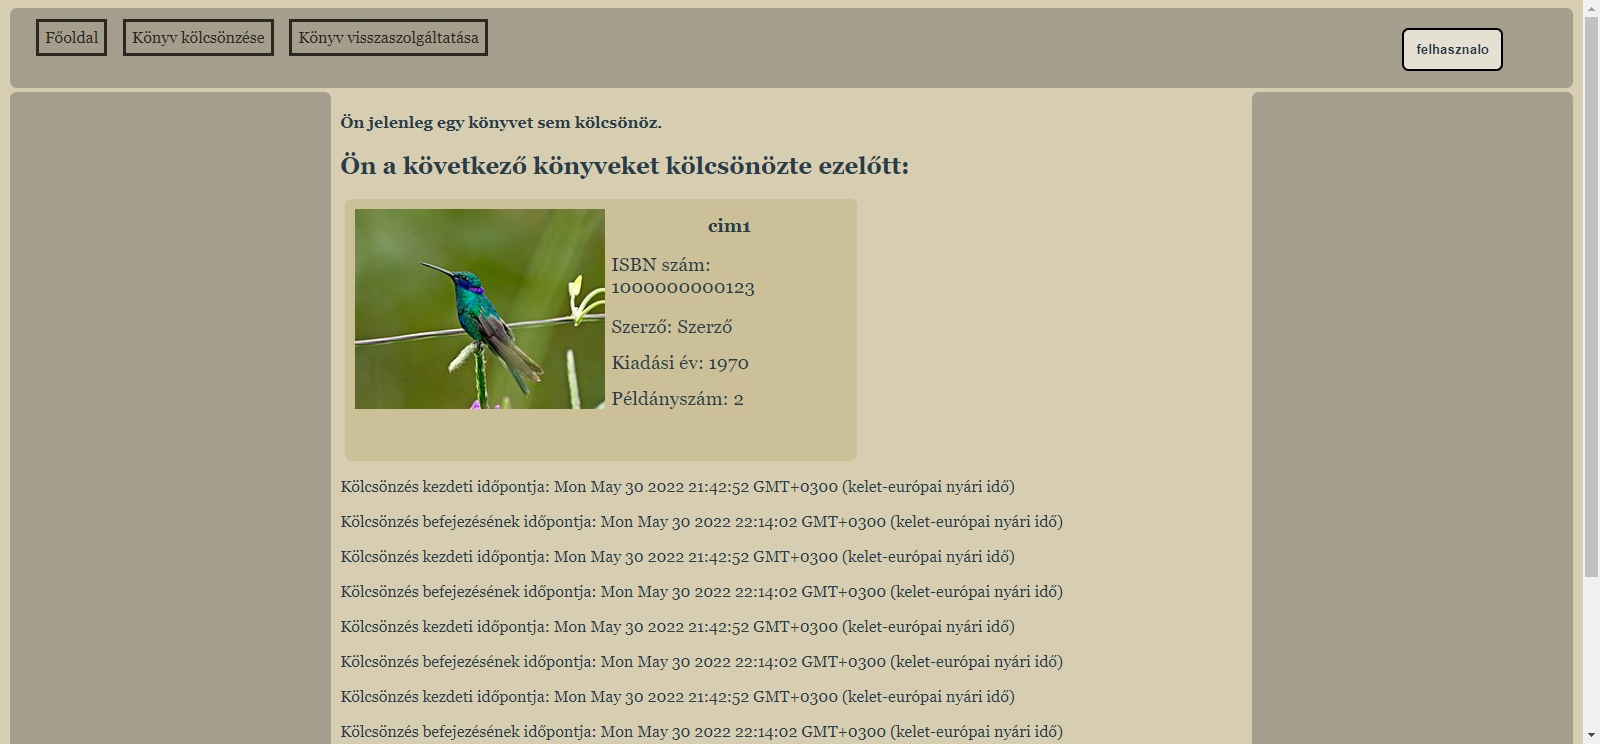 Főoldal
Könyv kölcsönzése
Könyv visszaszolgáltatása
felhasznalo
Ön jelenleg egy könyvet sem kölcsönöz.
Ön a következő könyveket kölcsönözte ezelőtt:
cim1
ISBN szám:
1000000000123
Szerző: Szerző
Kiadási év: 1970
Példányszám: 2
Kölcsönzés kezdeti időpontja: Mon May 30 2022 21:42:52 GMT+0300 (kelet-európai nyári idő)
Kölcsönzés befejezésének időpontja: Mon May 30 2022 22:14:02 GMT+0300 (kelet-európai nyári idő)
Kölcsönzés kezdeti időpontja: Mon May 30 2022 21:42:52 GMT+0300 (kelet-európai nyári idő)
Kölcsönzés befejezésének időpontja: Mon May 30 2022 22:14:02 GMT+0300 (kelet-európai nyári idő)
Kölcsönzés kezdeti időpontja: Mon May 30 2022 21:42:52 GMT+0300 (kelet-európai nyári idő)
Kölcsönzés befejezésének időpontja: Mon May 30 2022 22:14:02 GMT+0300 (kelet-európai nyári idő)
Kölcsönzés kezdeti időpontja: Mon May 30 2022 21:42:52 GMT+0300 (kelet-európai nyári idő)
Kölcsönzés befejezésének időpontja: Mon May 30 2022 22:14:02 GMT+0300 (kelet-európai nyári idő)